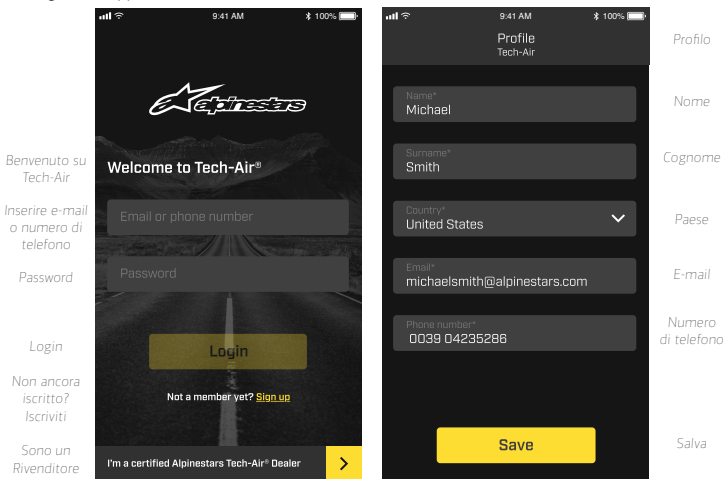 9:41 AM
100%
alpinestars
Benvenuto su
Tech-Air
Welcome to Tech-Air®
Inserire e-mail
o numero di
telefono
Email or phone number
Password
Password
Login
Login
Non ancora
iscritto?
Iscriviti
Not a member yet? Sign up
Sono un
Rivenditore
I'm a certified Alpinestars Tech-Air® Dealer
9:41 AM
100%
Profile
Tech-Air
Profilo
Name*
Michael
Nome
Surname*
Smith
Cognome
Country*
United States
Paese
Email*
michaelsmith@alpinestars.com
E-mail
Phone number*
0039 04235286
Numero
di telefono
Save
Salva